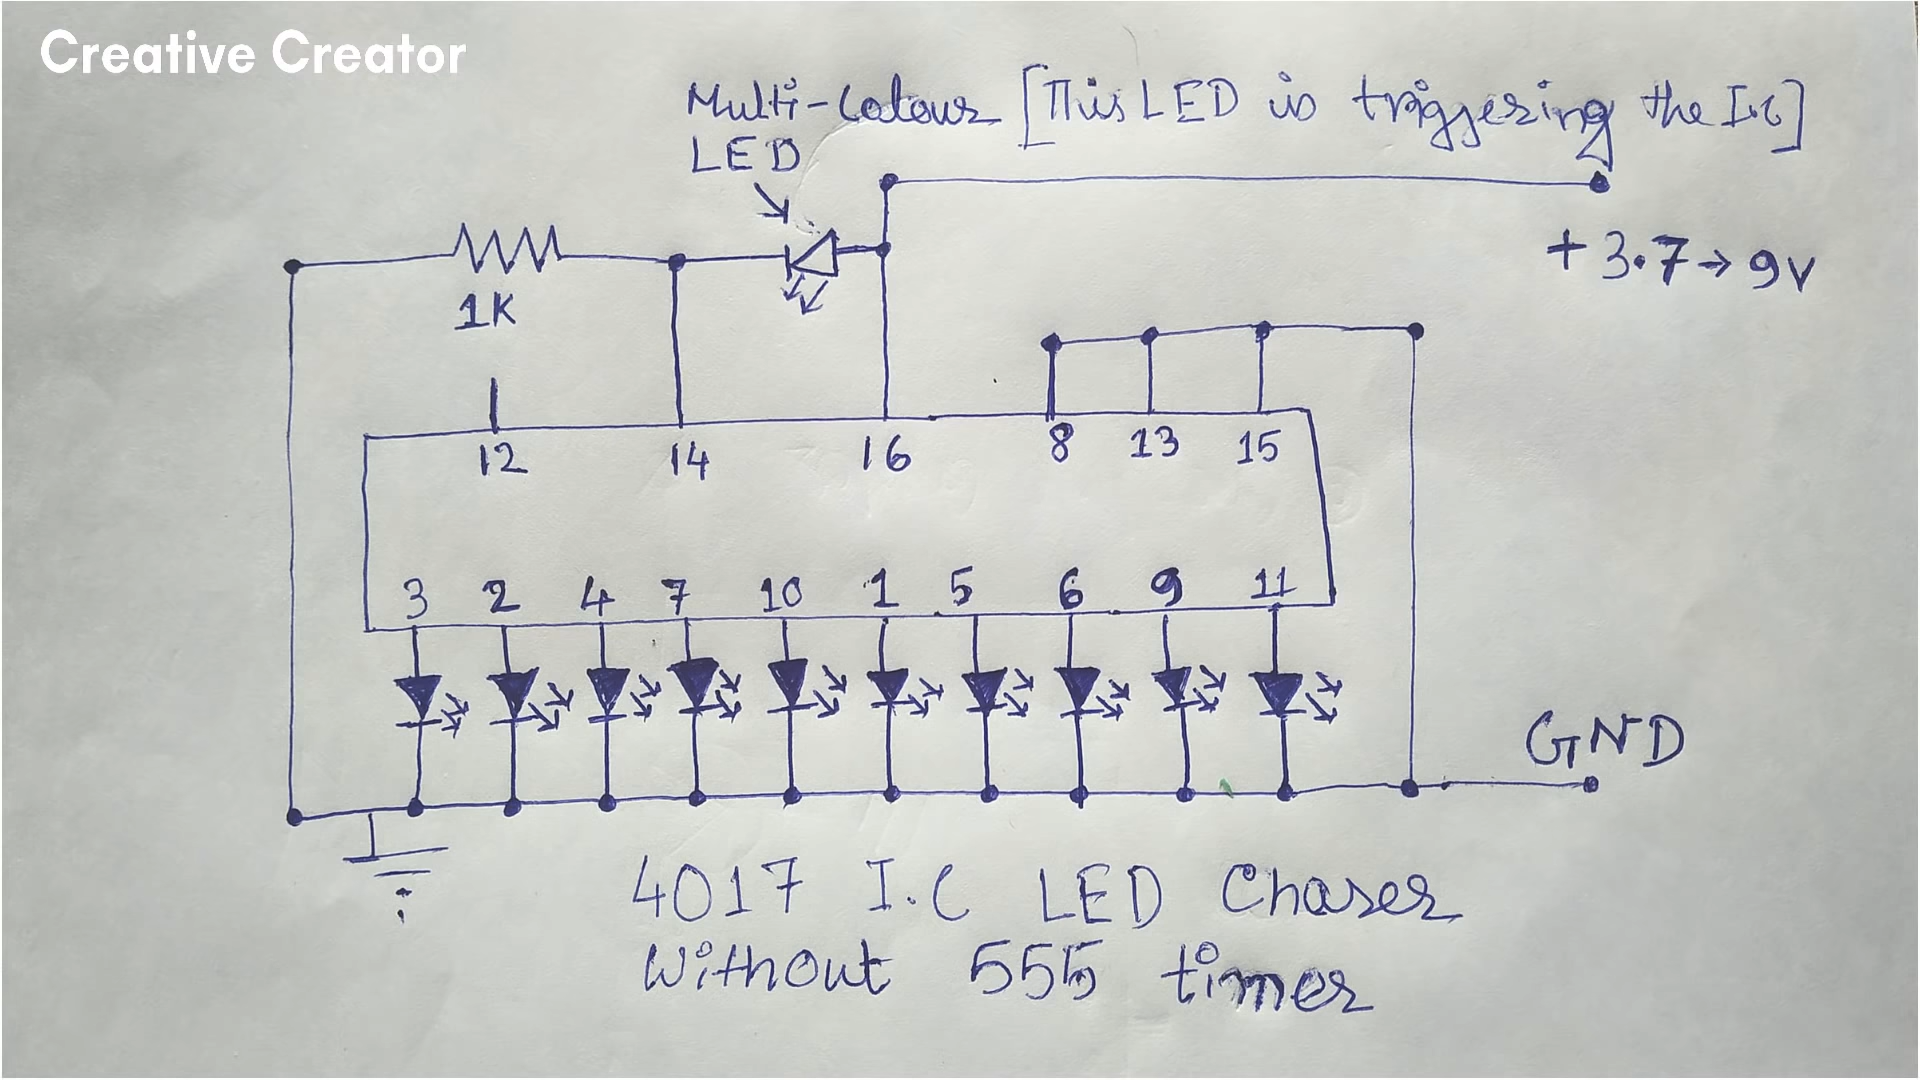 Creative Creator
Multi-Colour [This LED is triggering the I.C]
LED
+ 3.7→9V
1K
12 14 16 8 13 15
3 2 4 7 10 1 5 6 9 11
GND
4017 I.C LED Chaser
Without 555 timer